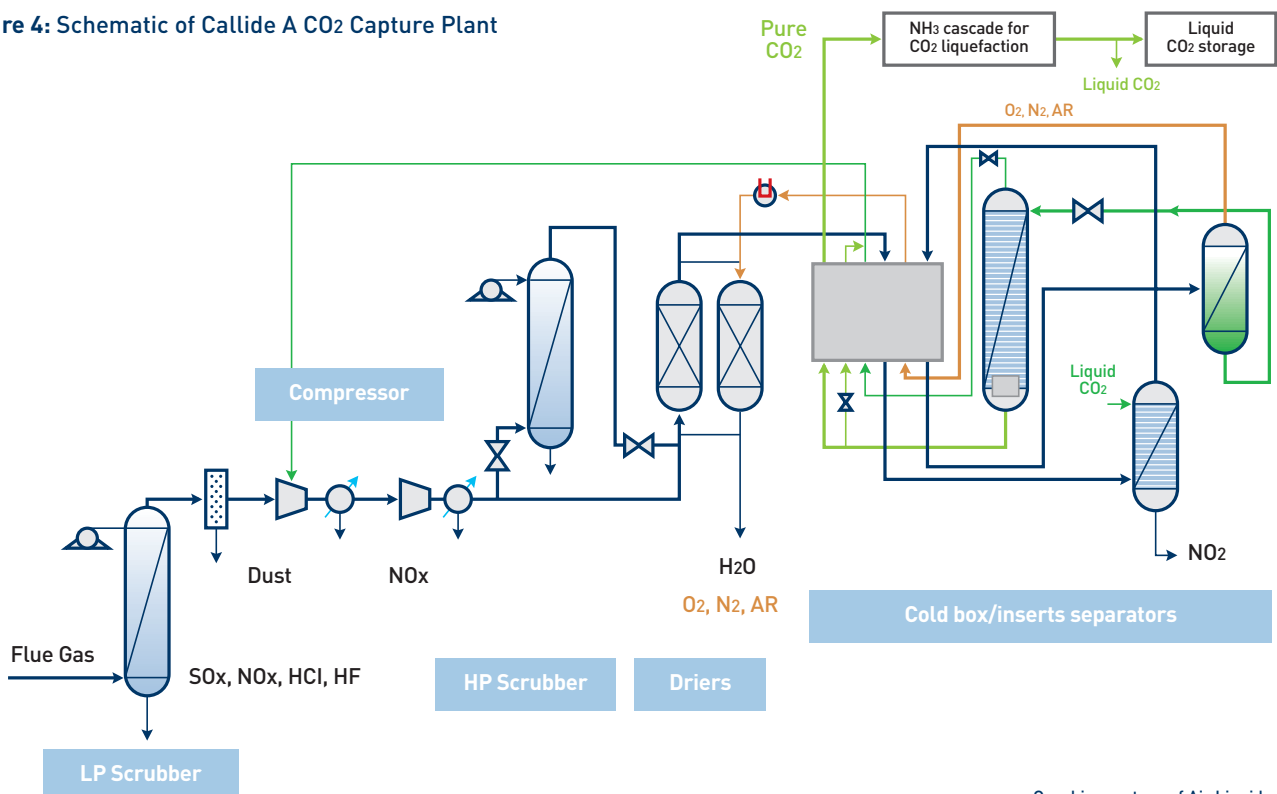 re 4: Schematic of Callide A CO2 Capture Plant
Pure
CO2
NH3 cascade for
CO2 liquefaction
Liquid
CO2 storage
Liquid CO2
O2, N2, AR
Compressor
Liquid
CO2
Dust
NOx
H2O
O2, N2, AR
NO2
Cold box/inserts separators
Flue Gas
SOx, NOx, HCl, HF
HP Scrubber
Driers
LP Scrubber